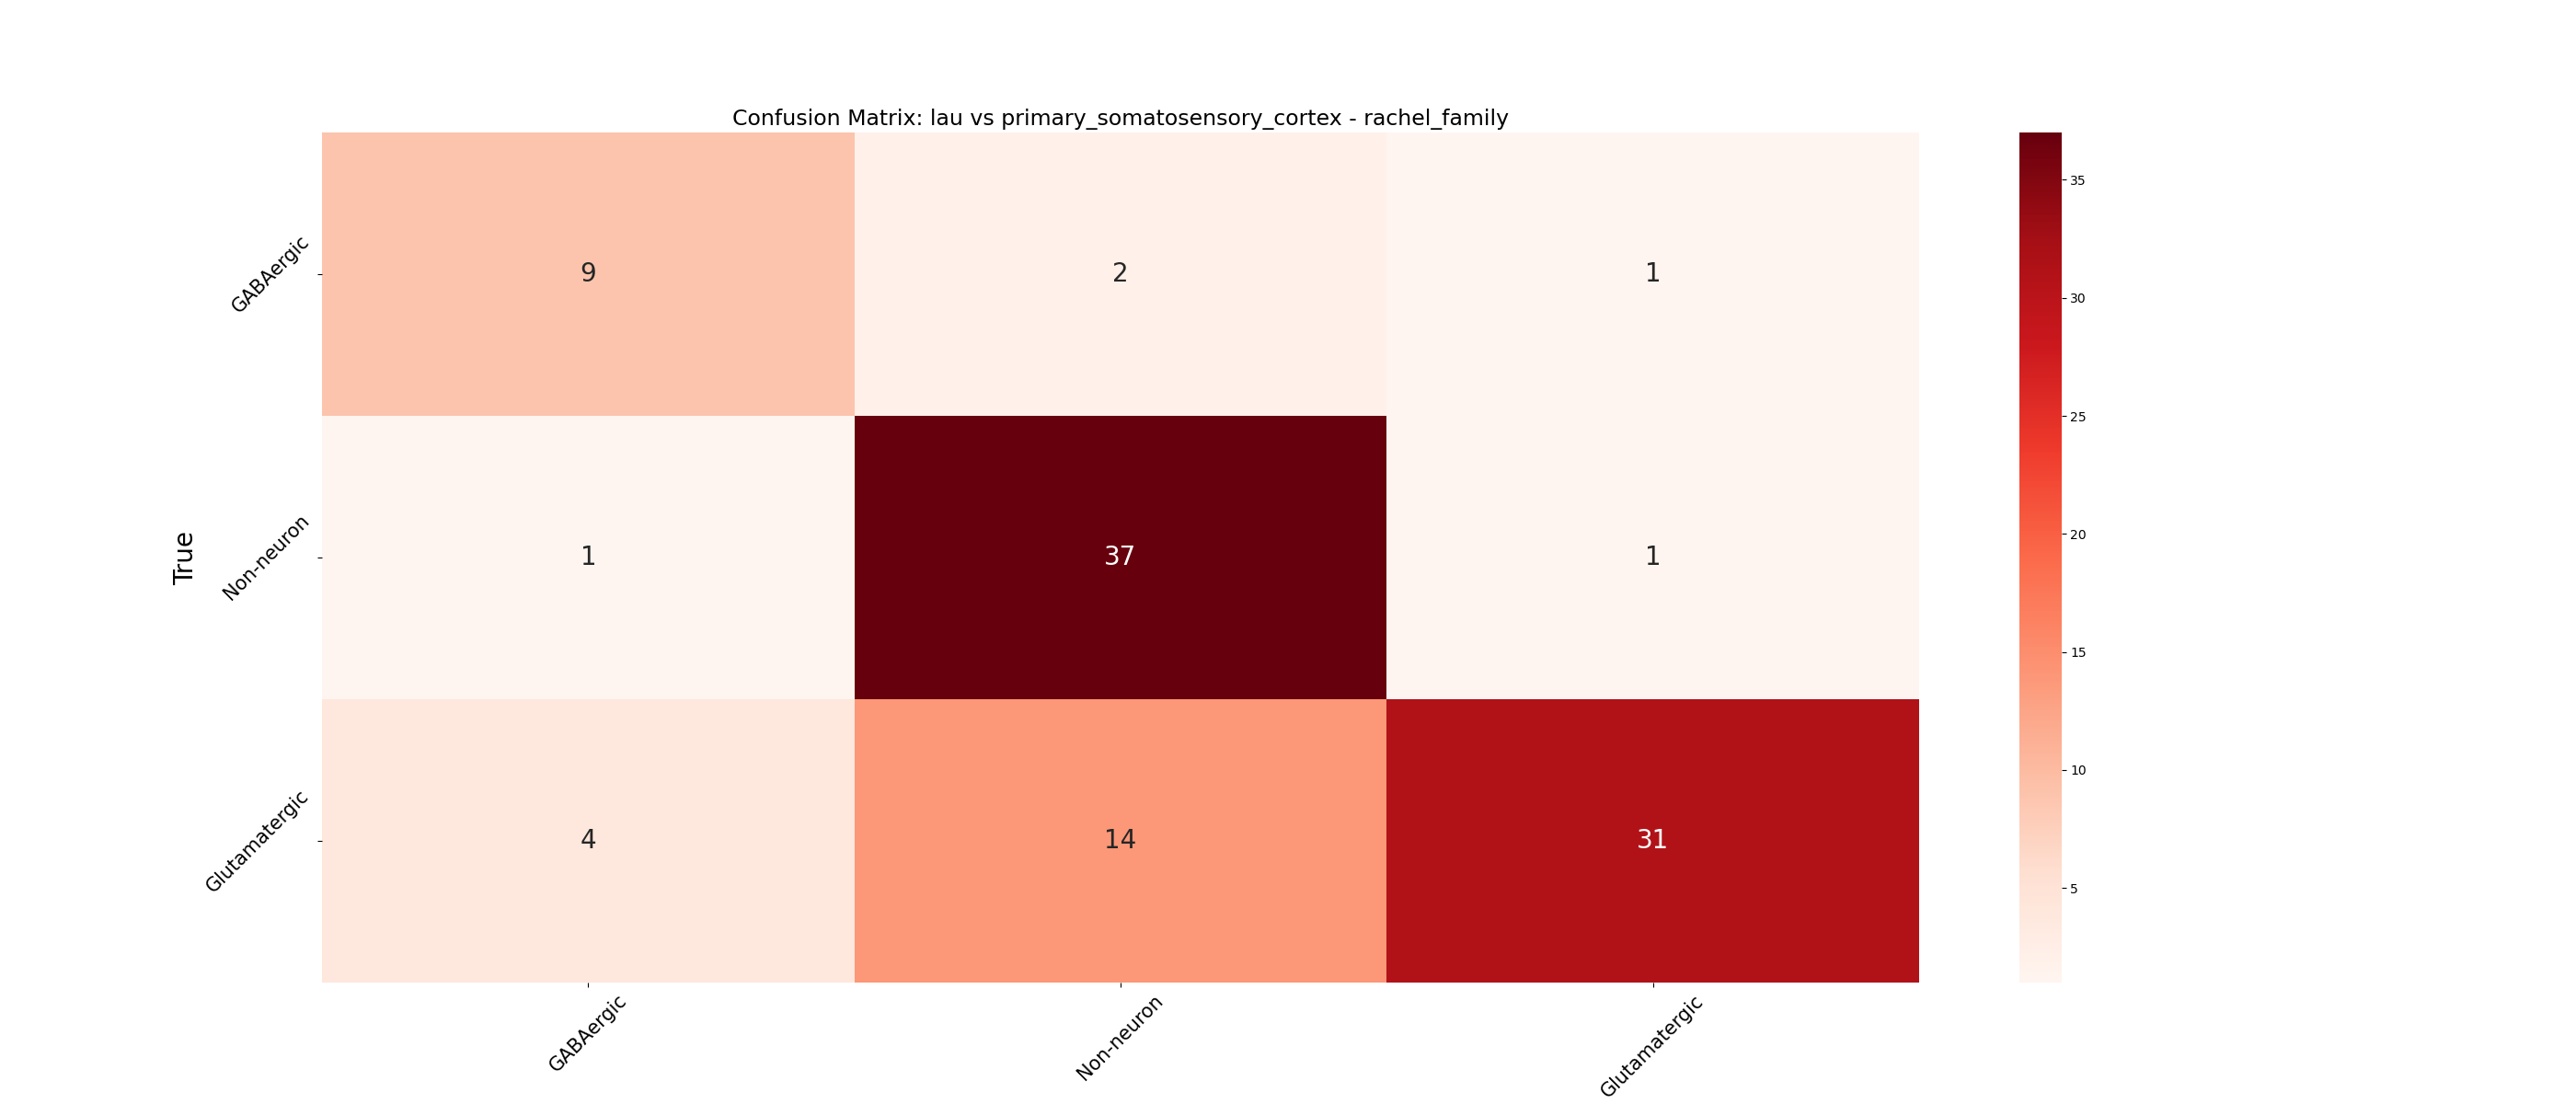 Confusion Matrix: lau vs primary_somatosensory_cortex - rachel_family
True
GABAergic
9
2
1
Non-neuron
1
37
1
Glutamatergic
4
14
31
GABAergic
Non-neuron
Glutamatergic
35
30
25
20
15
10
5